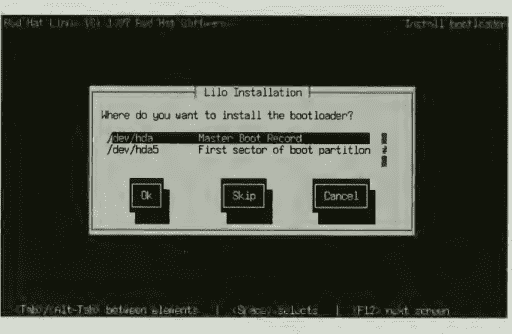 Red Hat Linux (C) 1997 Red Hat Software
Install bootloader
Lilo Installation
Where do you want to install the bootloader?
/dev/hda Master Boot Record
/dev/hda5 First sector of boot partition
Ok Skip Cancel
<Tab>/<Alt-Tab> between elements | <Space> selects | <F12> next screen